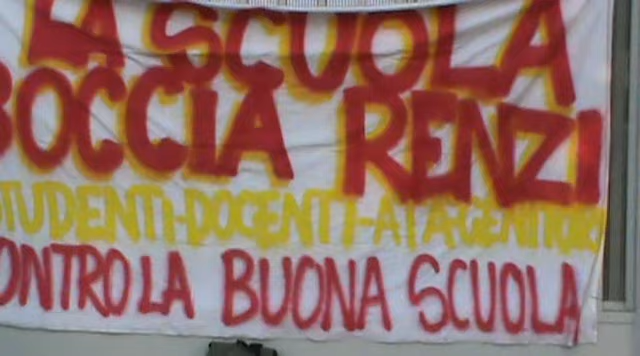 LA SCUOLA
BOCCIA RENZI
STUDENTI-DOCENTI-ATA-GENITORI
CONTRO LA BUONA SCUOLA